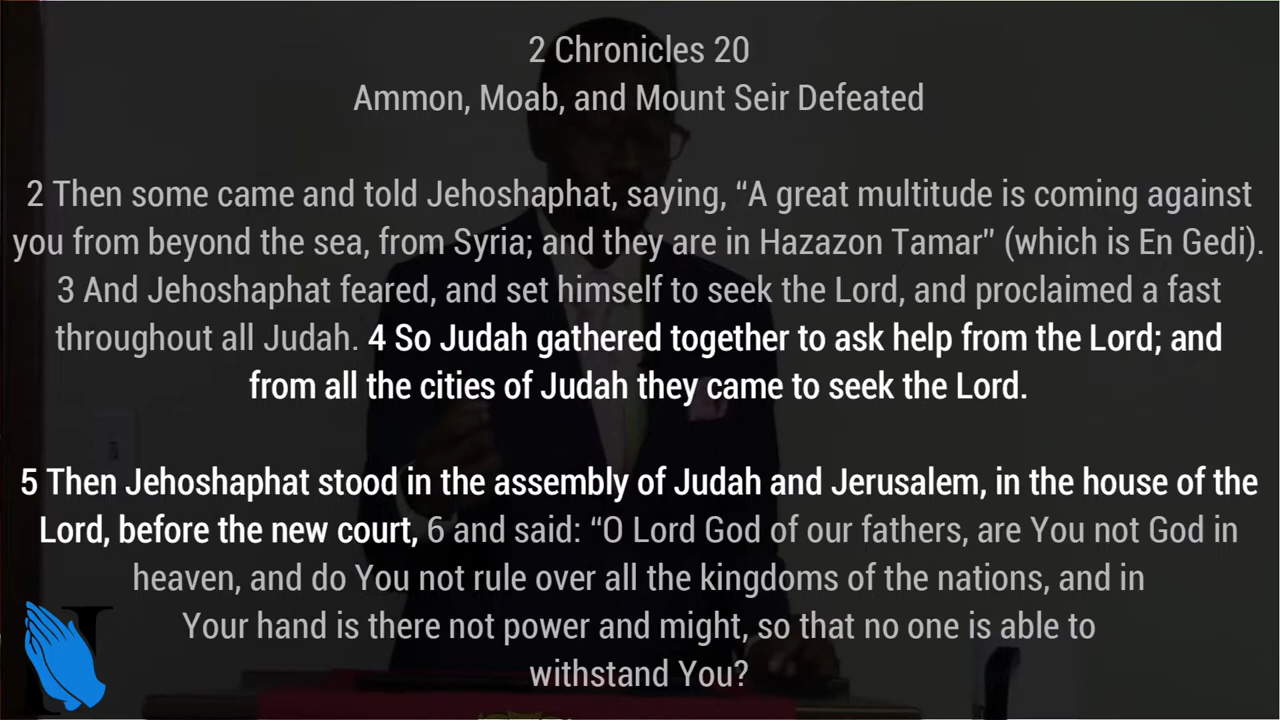 2 Chronicles 20
Ammon, Moab, and Mount Seir Defeated
2 Then some came and told Jehoshaphat, saying, “A great multitude is coming against
you from beyond the sea, from Syria; and they are in Hazazon Tamar” (which is En Gedi).
3 And Jehoshaphat feared, and set himself to seek the Lord, and proclaimed a fast
throughout all Judah. 4 So Judah gathered together to ask help from the Lord; and
from all the cities of Judah they came to seek the Lord.
5 Then Jehoshaphat stood in the assembly of Judah and Jerusalem, in the house of the
Lord, before the new court, 6 and said: “O Lord God of our fathers, are You not God in
heaven, and do You not rule over all the kingdoms of the nations, and in
Your hand is there not power and might, so that no one is able to
withstand You?